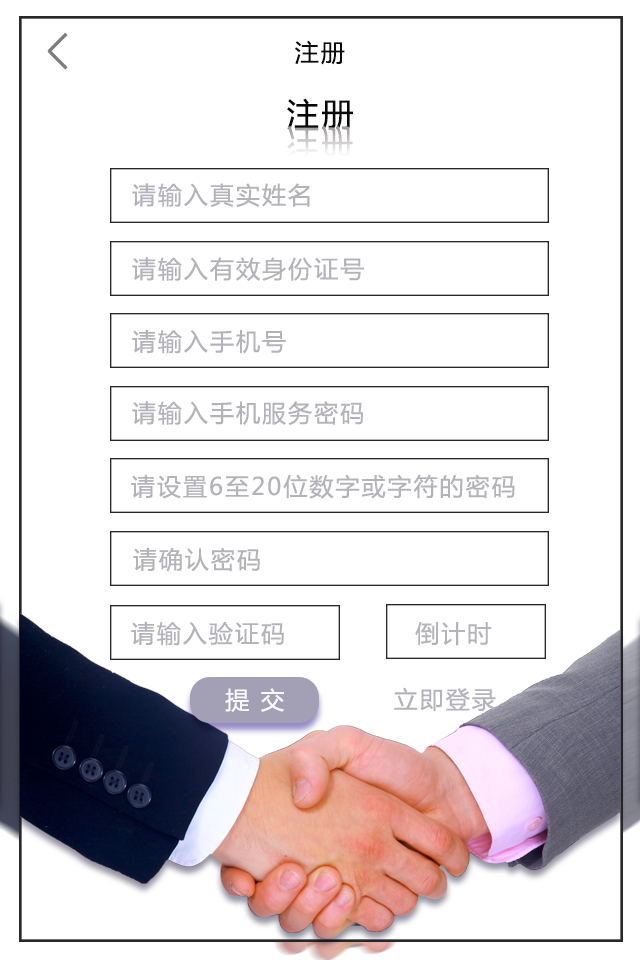 注册
注册
请输入真实姓名
请输入有效身份证号
请输入手机号
请输入手机服务密码
请设置6至20位数字或字符的密码
请确认密码
请输入验证码 倒计时
提交 立即登录